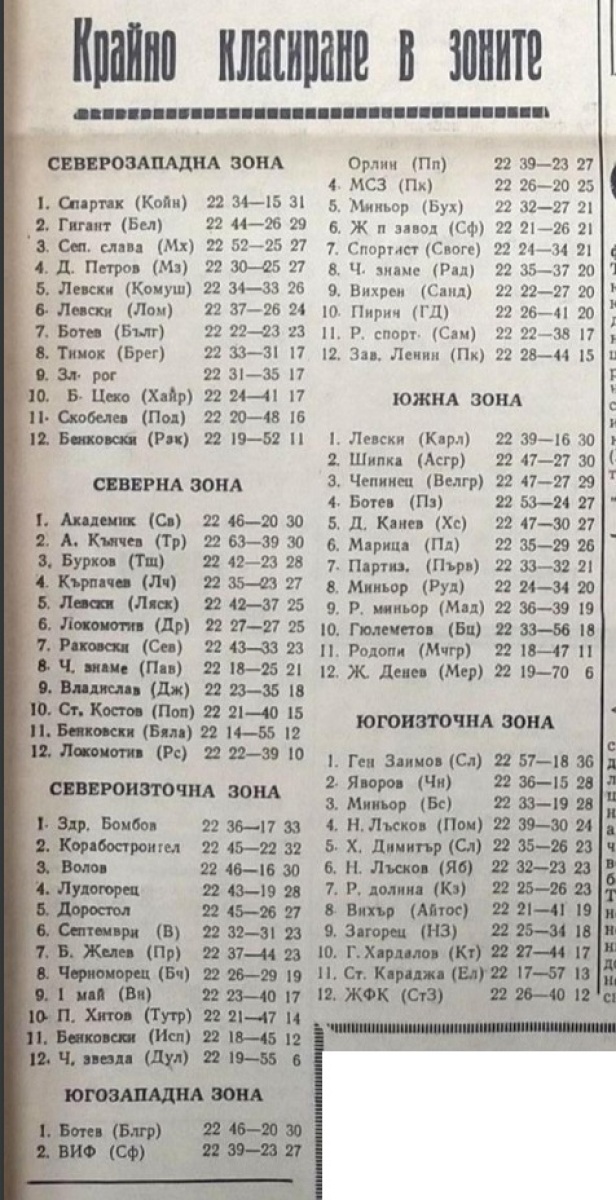 Крайно класиране в зоните
СЕВЕРОЗАПАДНА ЗОНА
1. Спартак (Койн) 22 34—15 31
2. Гигант (Бел) 22 44—26 29
3. Сеп. слава (Мх) 22 52—25 27
4. Д. Петров (Мз) 22 30—25 27
5. Левски (Комуш) 22 34—33 26
6. Левски (Лом) 22 37—26 24
7. Ботев (Бълг) 22 22—23 23
8. Тимок (Брег) 22 33—31 17
9. Зл. рог 22 31—35 17
10. Б. Цеко (Хайр) 22 24—41 17
11. Скобелев (Под) 22 20—48 16
12. Бенковски (Рак) 22 19—52 11
СЕВЕРНА ЗОНА
1. Академик (Св) 22 46—20 30
2. А. Кънчев (Тр) 22 63—39 30
3. Бурков (Тщ) 22 42—23 28
4. Кърпачев (Лч) 22 35—23 27
5. Левски (Ляск) 22 42—37 25
6. Локомотив (Др) 22 27—27 25
7. Раковски (Сев) 22 43—33 23
8. Ч. знаме (Пав) 22 18—25 21
9. Владислав (Дж) 22 23—35 18
10. Ст. Костов (Поп) 22 21—40 15
11. Бенковски (Бяла) 22 14—55 12
12. Локомотив (Рс) 22 22—39 10
СЕВЕРОИЗТОЧНА ЗОНА
1. Здр. Бомбов 22 36—17 33
2. Корабостроител 22 45—22 32
3. Волов 22 46—16 30
4. Лудогорец 22 43—19 28
5. Доростол 22 45—26 27
6. Септември (В) 22 32—31 23
7. Б. Желев (Пр) 22 37—44 23
8. Черноморец (Бч) 22 26—29 19
9. 1 май (Вн) 22 23—40 17
10. П. Хитов (Тутр) 22 21—47 14
11. Бенковски (Исп) 22 18—45 12
12. Ч. звезда (Дул) 22 19—55 6
ЮГОЗАПАДНА ЗОНА
1. Ботев (Блгр) 22 46—20 30
2. ВИФ (Сф) 22 39—23 27
Орлин (Пп) 22 39—23 27
4. МСЗ (Пк) 22 26—20 25
5. Миньор (Бух) 22 32—27 21
6. Ж п завод (Сф) 22 21—26 21
7. Спортист (Своге) 22 24—34 21
8. Ч. знаме (Рад) 22 35—37 20
9. Вихрен (Санд) 22 22—27 20
10. Пирин (ГД) 22 26—41 20
11. Р. спорт. (Сам) 22 22—38 17
12. Зав. Ленин (Пк) 22 28—44 15
ЮЖНА ЗОНА
1. Левски (Карл) 22 39—16 30
2. Шипка (Асгр) 22 47—27 30
3. Чепинец (Велгр) 22 47—27 29
4. Ботев (Пз) 22 53—24 27
5. Д. Канев (Хс) 22 47—30 27
6. Марица (Пд) 22 35—29 26
7. Партиз. (Първ) 22 33—32 21
8. Миньор (Руд) 22 24—34 20
9. Р. миньор (Мад) 22 36—39 19
10. Гюлеметов (Бц) 22 33—56 18
11. Родопи (Мчгр) 22 18—47 11
12. Ж. Денев (Мер) 22 19—70 6
ЮГОИЗТОЧНА ЗОНА
1. Ген Заимов (Сл) 22 57—18 36
2. Яворов (Чн) 22 36—15 28
3. Миньор (Бс) 22 33—19 28
4. Н. Лъсков (Пом) 22 39—30 24
5. Х. Димитър (Сл) 22 35—26 23
6. Н. Лъсков (Яб) 22 32—23 23
7. Р. долина (Кз) 22 25—26 23
8. Вихър (Айтос) 22 21—41 19
9. Загорец (НЗ) 22 25—34 18
10. Г. Хардалов (Кт) 22 27—44 17
11. Ст. Караджа (Ел) 22 17—57 13
12. ЖФК (СтЗ) 22 26—40 12